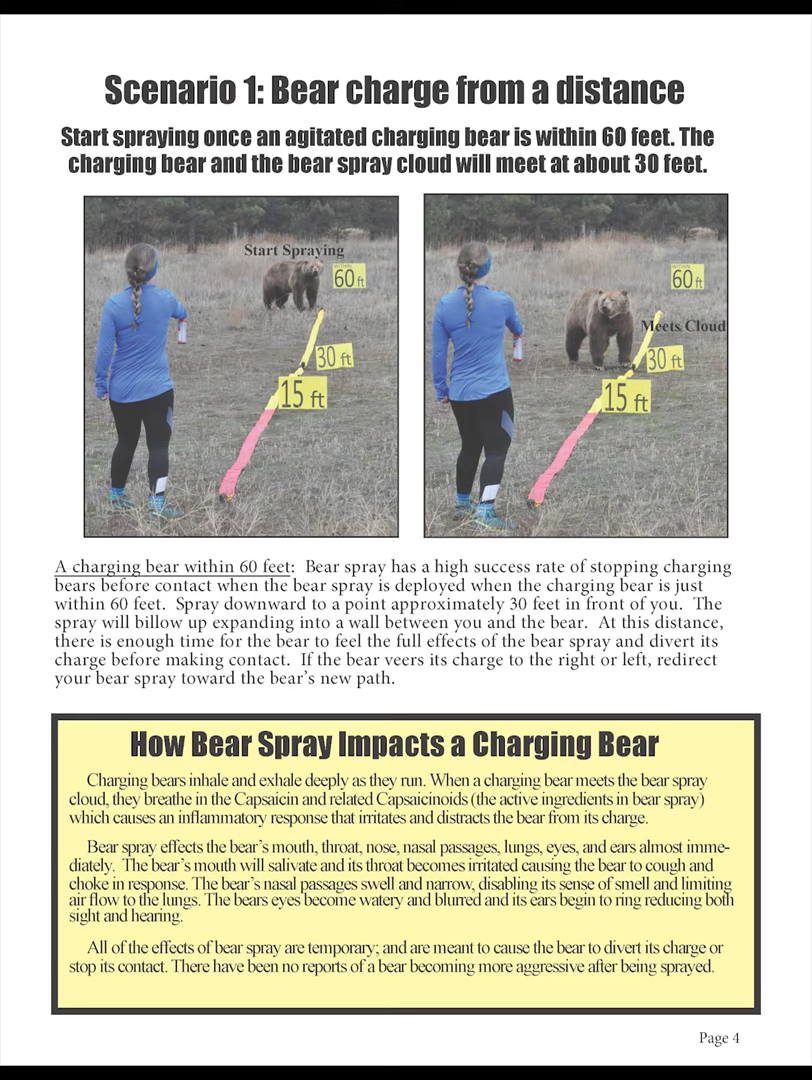 Scenario 1: Bear charge from a distance
Start spraying once an agitated charging bear is within 60 feet. The
charging bear and the bear spray cloud will meet at about 30 feet.
Start Spraying
WITHIN
60 ft
30 ft
15 ft
WITHIN
60 ft
Meets Cloud
30 ft
15 ft
A charging bear within 60 feet: Bear spray has a high success rate of stopping charging
bears before contact when the bear spray is deployed when the charging bear is just
within 60 feet. Spray downward to a point approximately 30 feet in front of you. The
spray will billow up expanding into a wall between you and the bear. At this distance,
there is enough time for the bear to feel the full effects of the bear spray and divert its
charge before making contact. If the bear veers its charge to the right or left, redirect
your bear spray toward the bear's new path.
How Bear Spray Impacts a Charging Bear
Charging bears inhale and exhale deeply as they run. When a charging bear meets the bear spray
cloud, they breathe in the Capsaicin and related Capsaicinoids (the active ingredients in bear spray)
which causes an inflammatory response that irritates and distracts the bear from its charge.
Bear spray effects the bear's mouth, throat, nose, nasal passages, lungs, eyes, and ears almost imme-
diately. The bear's mouth will salivate and its throat becomes irritated causing the bear to cough and
choke in response. The bear's nasal passages swell and narrow, disabling its sense of smell and limiting
air flow to the lungs. The bears eyes become watery and blurred and its ears begin to ring reducing both
sight and hearing.
All of the effects of bear spray are temporary; and are meant to cause the bear to divert its charge or
stop its contact. There have been no reports of a bear becoming more aggressive after being sprayed.
Page 4